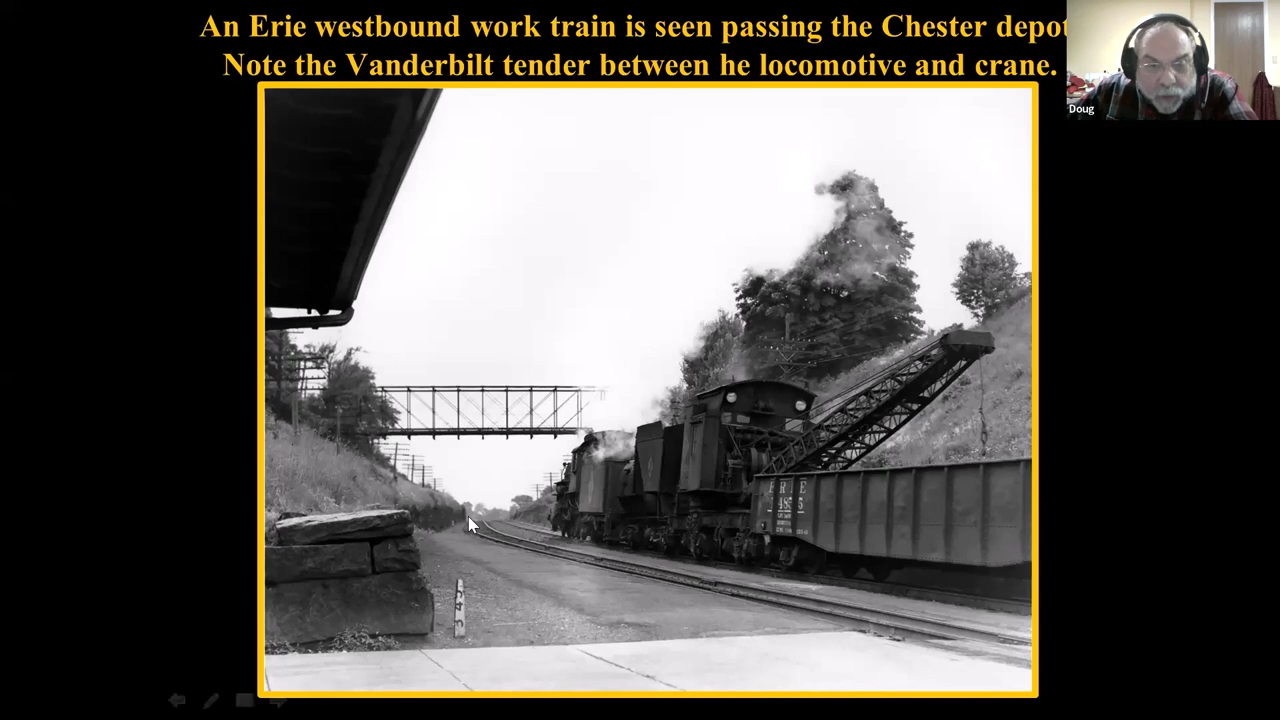 An Erie westbound work train is seen passing the Chester depot
Note the Vanderbilt tender between he locomotive and crane.
Doug
ERIE